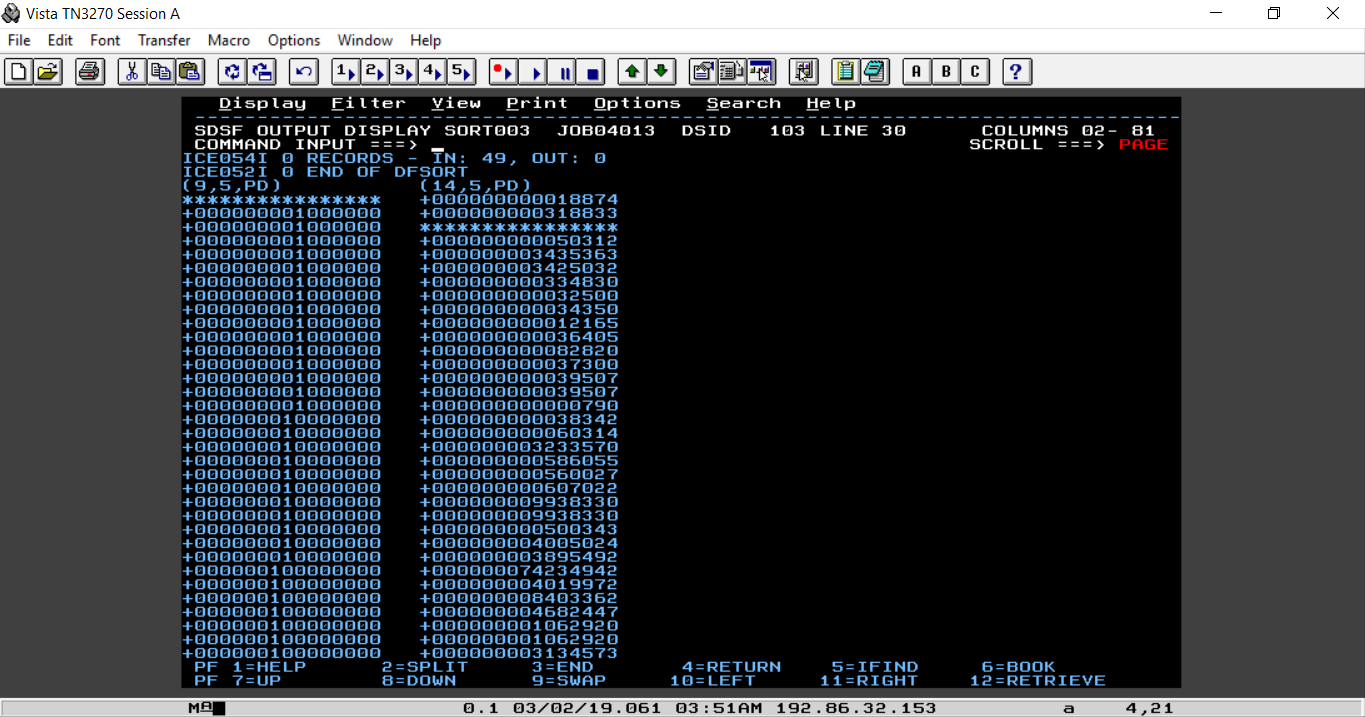 Vista TN3270 Session A
File Edit Font Transfer Macro Options Window Help
1 2 3 4 5 A B C ?
Display Filter View Print Options Search Help
SDSF OUTPUT DISPLAY SORT003 JOB04013 DSID 103 LINE 30 COLUMNS 02- 81
COMMAND INPUT ===> _ SCROLL ===> PAGE
ICE054I 0 RECORDS - IN: 49, OUT: 0
ICE052I 0 END OF DFSORT
(9,5,PD) (14,5,PD)
**************** +000000000018874
+000000001000000 +000000000318833
+000000001000000 ****************
+000000001000000 +000000000050312
+000000001000000 +000000003435363
+000000001000000 +000000003425032
+000000001000000 +000000000334830
+000000001000000 +000000000032500
+000000001000000 +000000000034350
+000000001000000 +000000000012165
+000000001000000 +000000000036405
+000000001000000 +000000000082820
+000000001000000 +000000000037300
+000000001000000 +000000000039507
+000000001000000 +000000000039507
+000000001000000 +000000000000790
+000000010000000 +000000000038342
+000000010000000 +000000000060314
+000000010000000 +000000003233570
+000000010000000 +000000000586055
+000000010000000 +000000000560027
+000000010000000 +000000000607022
+000000010000000 +000000009938330
+000000010000000 +000000009938330
+000000010000000 +000000000500343
+000000010000000 +000000004005024
+000000010000000 +000000003895492
+000000100000000 +000000074234942
+000000100000000 +000000004019972
+000000100000000 +000000008403362
+000000100000000 +000000004682447
+000000100000000 +000000001062920
+000000100000000 +000000001062920
+000000100000000 +000000003134573
PF 1=HELP 2=SPLIT 3=END 4=RETURN 5=IFIND 6=BOOK
PF 7=UP 8=DOWN 9=SWAP 10=LEFT 11=RIGHT 12=RETRIEVE
MA 0.1 03/02/19.061 03:51AM 192.86.32.153 a 4,21